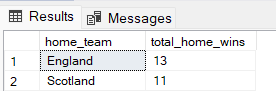 Results Messages
home_team total_home_wins
1 England 13
2 Scotland 11